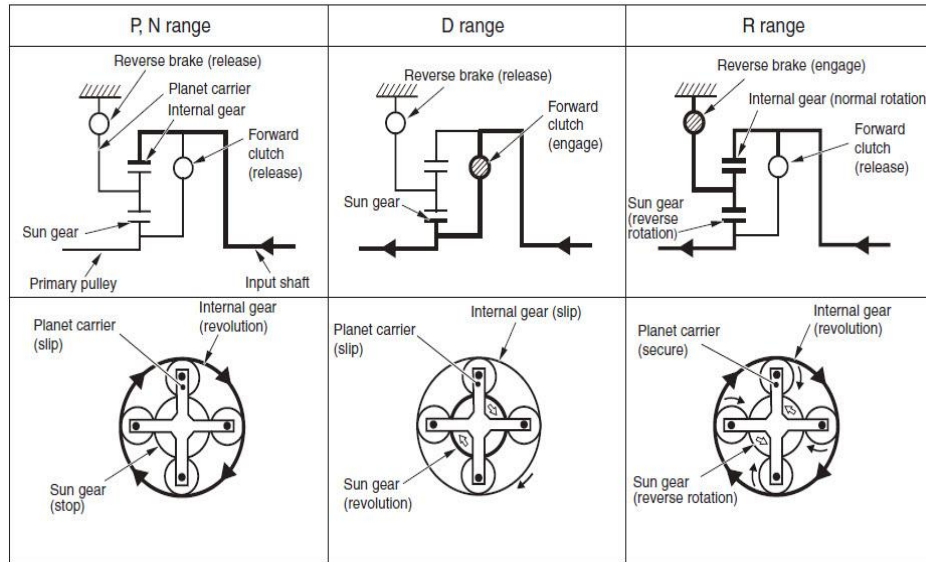 P, N range
D range
R range
Reverse brake (release)
Planet carrier
Internal gear
Forward
clutch
(release)
Sun gear
Primary pulley
Input shaft
Reverse brake (release)
Forward
clutch
(engage)
Sun gear
Reverse brake (engage)
Internal gear (normal rotation)
Forward
clutch
(release)
Sun gear
(reverse
rotation)
Internal gear
(revolution)
Planet carrier
(slip)
Sun gear
(stop)
Internal gear (slip)
Planet carrier
(slip)
Sun gear
(revolution)
Internal gear
(revolution)
Planet carrier
(secure)
Sun gear
(reverse rotation)